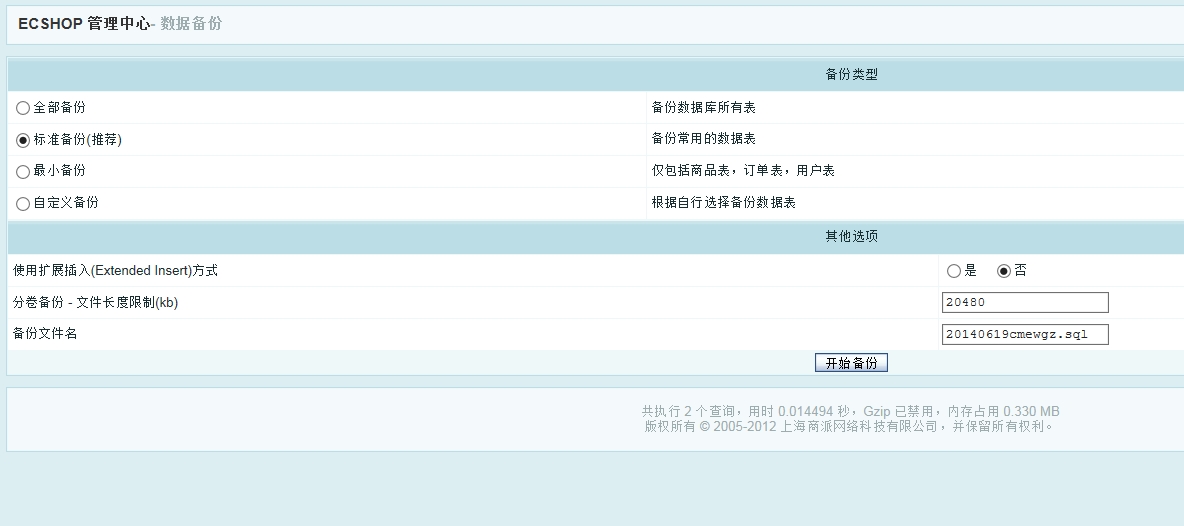 ECSHOP 管理中心- 数据备份
备份类型
全部备份 备份数据库所有表
标准备份(推荐) 备份常用的数据表
最小备份 仅包括商品表，订单表，用户表
自定义备份 根据自行选择备份数据表
其他选项
使用扩展插入(Extended Insert)方式 是 否
分卷备份 - 文件长度限制(kb) 20480
备份文件名 20140619cmewgz.sql
开始备份
共执行 2 个查询，用时 0.014494 秒，Gzip 已禁用，内存占用 0.330 MB
版权所有 © 2005-2012 上海商派网络科技有限公司，并保留所有权利。